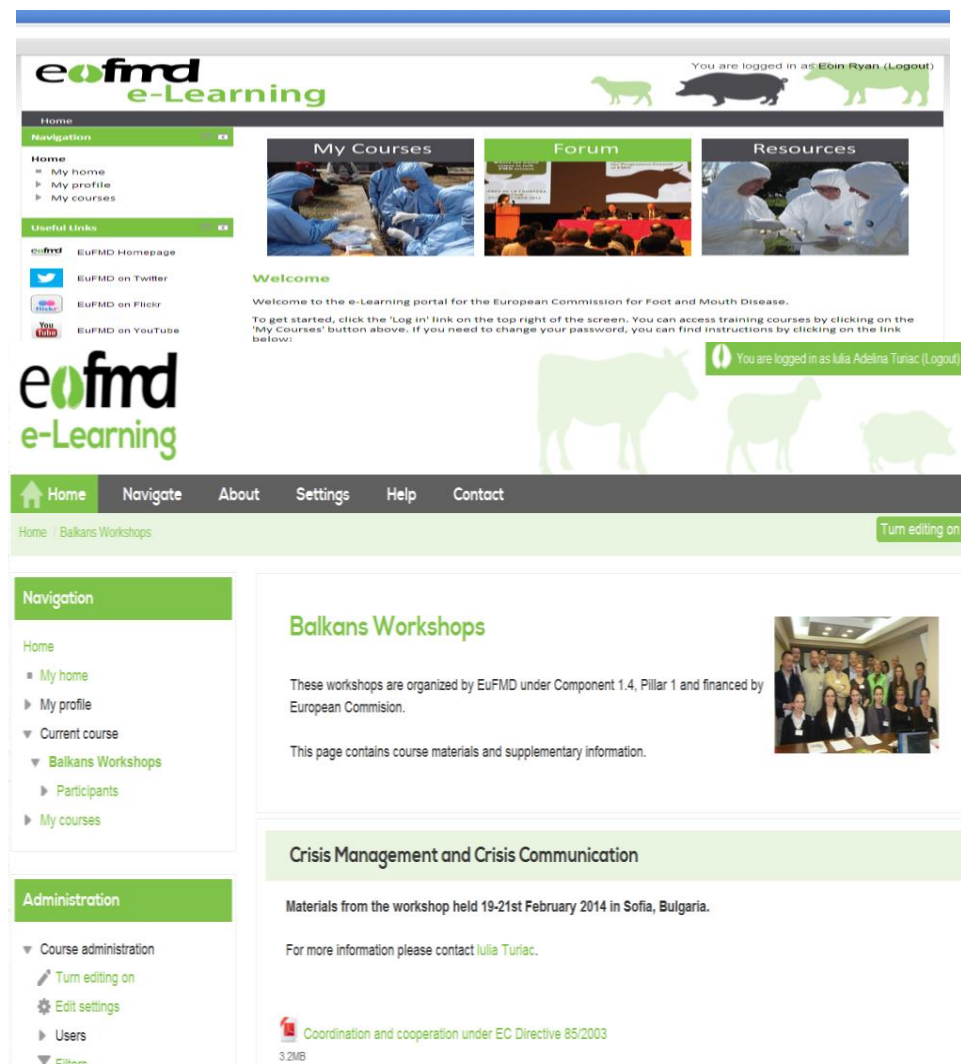 eofmd
e-Learning
You are logged in as Eoin Ryan (Logout)
Home
Navigation
Home
My home
My profile
My courses
Useful Links
eofmd EuFMD Homepage
EuFMD on Twitter
flickr EuFMD on Flickr
You Tube EuFMD on YouTube
My Courses
Forum
Resources
Welcome
Welcome to the e-Learning portal for the European Commission for Foot and Mouth Disease.
To get started, click the 'Log in' link on the top right of the screen. You can access training courses by clicking on the
'My Courses' button above. If you need to change your password, you can find instructions by clicking on the link
below:
eofmd
e-Learning
You are logged in as Iulia Adelina Turiac (Logout)
Home Navigate About Settings Help Contact
Home / Balkans Workshops
Turn editing on
Navigation
Home
My home
My profile
Current course
Balkans Workshops
Participants
My courses
Administration
Course administration
Turn editing on
Edit settings
Users
Filters
Balkans Workshops
These workshops are organized by EuFMD under Component 1.4, Pillar 1 and financed by
European Commision.
This page contains course materials and supplementary information.
Crisis Management and Crisis Communication
Materials from the workshop held 19-21st February 2014 in Sofia, Bulgaria.
For more information please contact Iulia Turiac.
Coordination and cooperation under EC Directive 85/2003
3.2MB